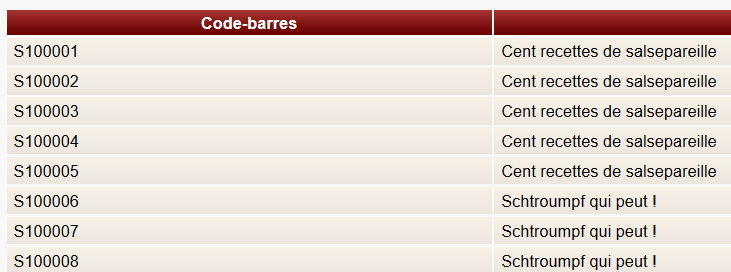 Code-barres
S100001 Cent recettes de salsepareille
S100002 Cent recettes de salsepareille
S100003 Cent recettes de salsepareille
S100004 Cent recettes de salsepareille
S100005 Cent recettes de salsepareille
S100006 Schtroumpf qui peut !
S100007 Schtroumpf qui peut !
S100008 Schtroumpf qui peut !